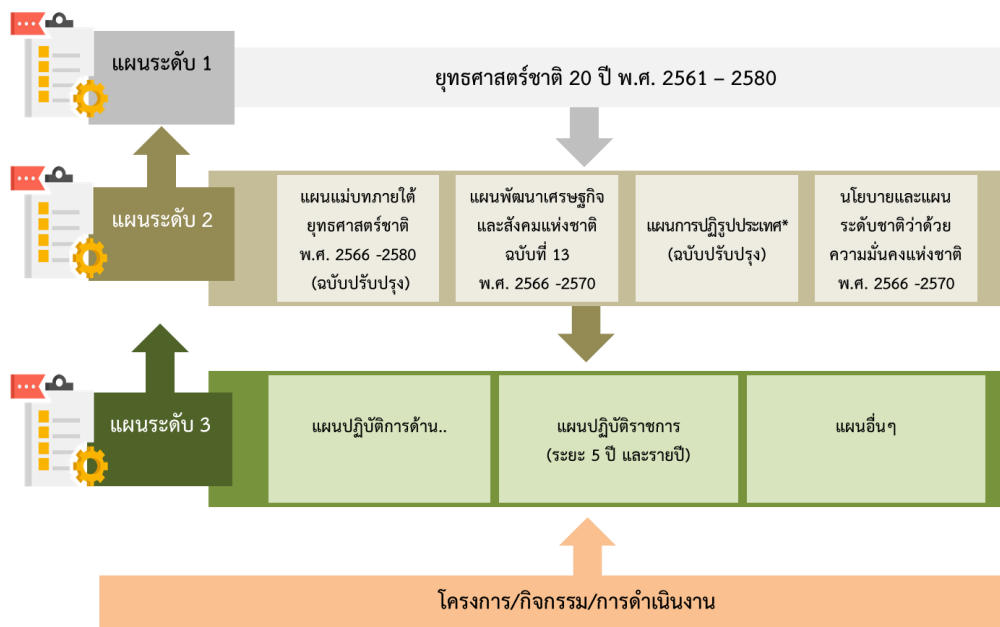 แผนระดับ 1
ยุทธศาสตร์ชาติ 20 ปี พ.ศ. 2561 – 2580
แผนระดับ 2
แผนแม่บทภายใต้
ยุทธศาสตร์ชาติ
พ.ศ. 2566 -2580
(ฉบับปรับปรุง)
แผนพัฒนาเศรษฐกิจ
และสังคมแห่งชาติ
ฉบับที่ 13
พ.ศ. 2566 -2570
แผนการปฏิรูปประเทศ*
(ฉบับปรับปรุง)
นโยบายและแผน
ระดับชาติว่าด้วย
ความมั่นคงแห่งชาติ
พ.ศ. 2566 -2570
แผนระดับ 3
แผนปฏิบัติการด้าน..
แผนปฏิบัติราชการ
(ระยะ 5 ปี และรายปี)
แผนอื่นๆ
โครงการ/กิจกรรม/การดำเนินงาน